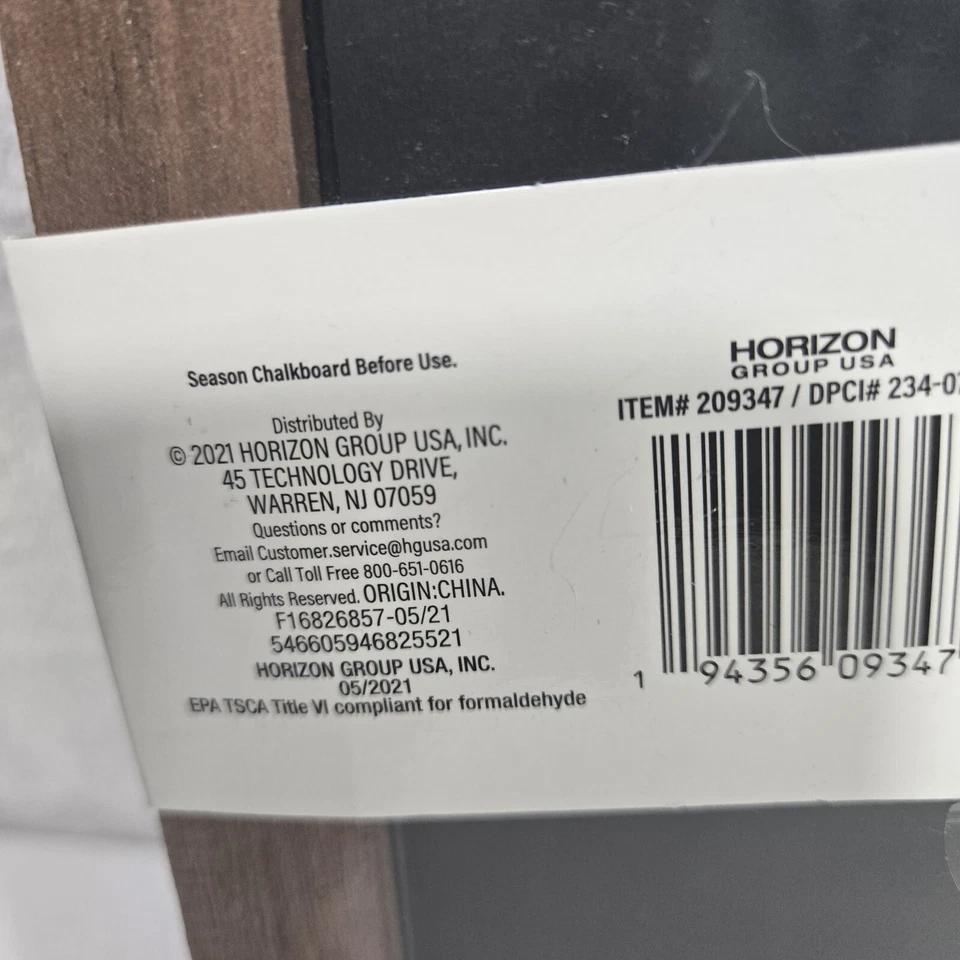 Season Chalkboard Before Use.
Distributed By
© 2021 HORIZON GROUP USA, INC.
45 TECHNOLOGY DRIVE,
WARREN, NJ 07059
Questions or comments?
Email Customer.service@hgusa.com
or Call Toll Free 800-651-0616
All Rights Reserved. ORIGIN:CHINA.
F16826857-05/21
546605946825521
HORIZON GROUP USA, INC.
05/2021
EPA TSCA Title VI compliant for formaldehyde
HORIZON
GROUP USA
ITEM# 209347 / DPCI# 234-07
1 94356 09347